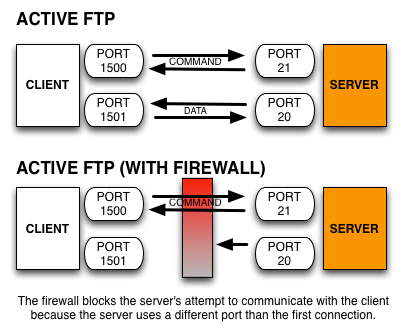 ACTIVE FTP
CLIENT
PORT
1500
COMMAND
PORT
21
SERVER
PORT
1501
DATA
PORT
20
ACTIVE FTP (WITH FIREWALL)
CLIENT
PORT
1500
COMMAND
PORT
21
SERVER
PORT
1501
PORT
20
The firewall blocks the server's attempt to communicate with the client
because the server uses a different port than the first connection.